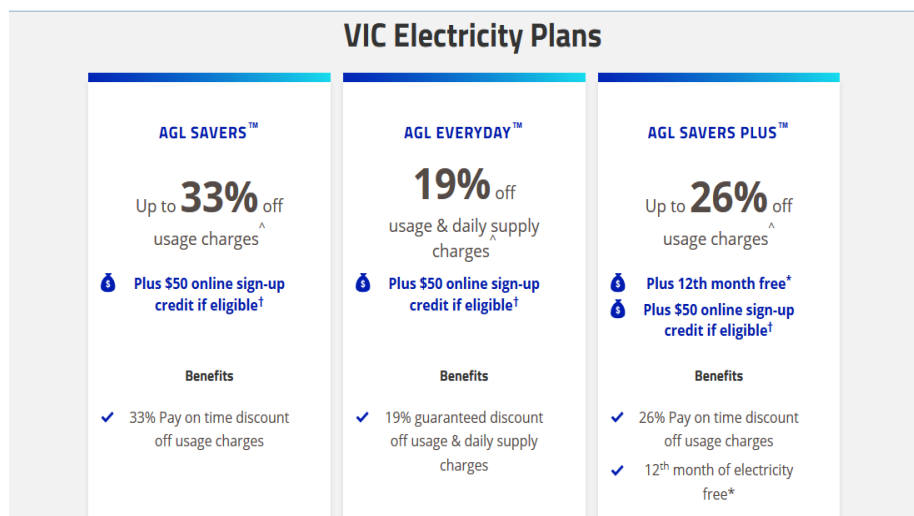 VIC Electricity Plans
AGL SAVERS™
Up to 33% off
usage charges^
Plus $50 online sign-up
credit if eligible†
Benefits
33% Pay on time discount
off usage charges
AGL EVERYDAY™
19% off
usage & daily supply
charges^
Plus $50 online sign-up
credit if eligible†
Benefits
19% guaranteed discount
off usage & daily supply
charges
AGL SAVERS PLUS™
Up to 26% off
usage charges^
Plus 12th month free*
Plus $50 online sign-up
credit if eligible†
Benefits
26% Pay on time discount
off usage charges
12th month of electricity
free*